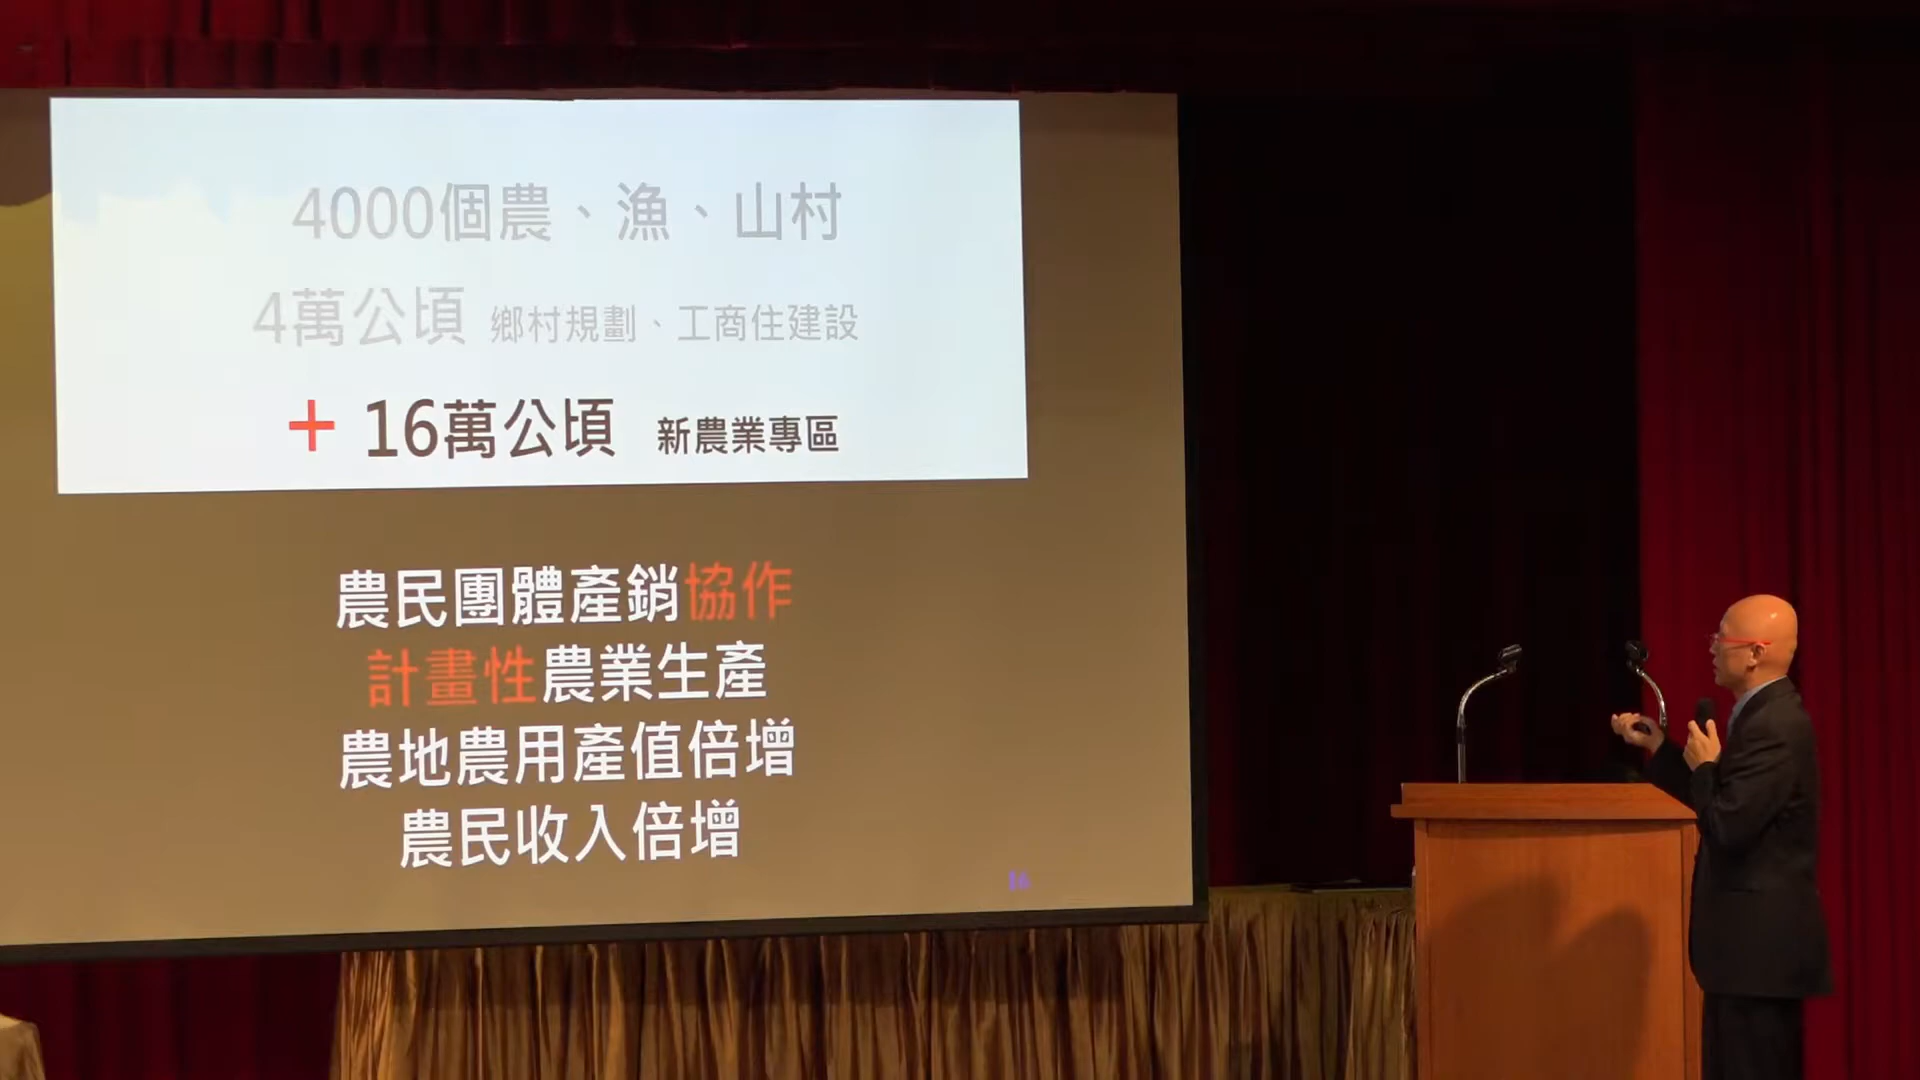 4000個農、漁、山村
4萬公頃 鄉村規劃、工商住建設
+ 16萬公頃 新農業專區
農民團體產銷協作
計畫性農業生產
農地農用產值倍增
農民收入倍增
16